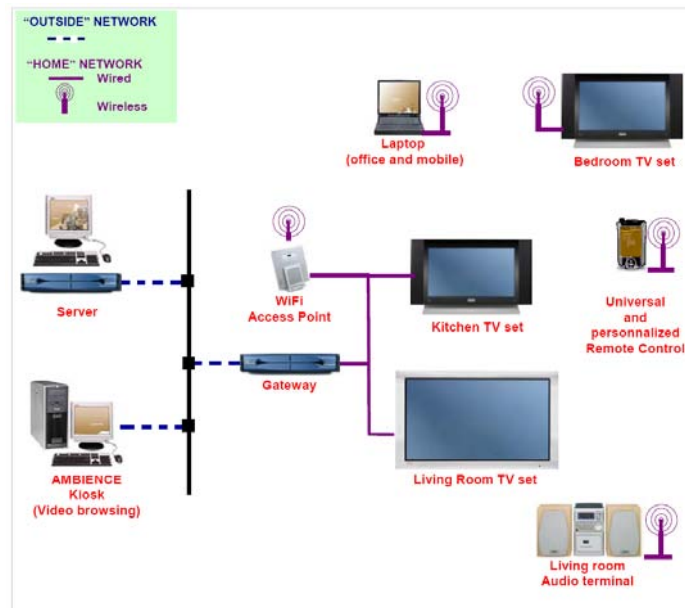 “OUTSIDE” NETWORK
“HOME” NETWORK
Wired
Wireless
Laptop
(office and mobile)
Bedroom TV set
Server
WiFi
Access Point
Kitchen TV set
Universal
and
personnalized
Remote Control
Gateway
AMBIENCE
Kiosk
(Video browsing)
Living Room TV set
Living room
Audio terminal